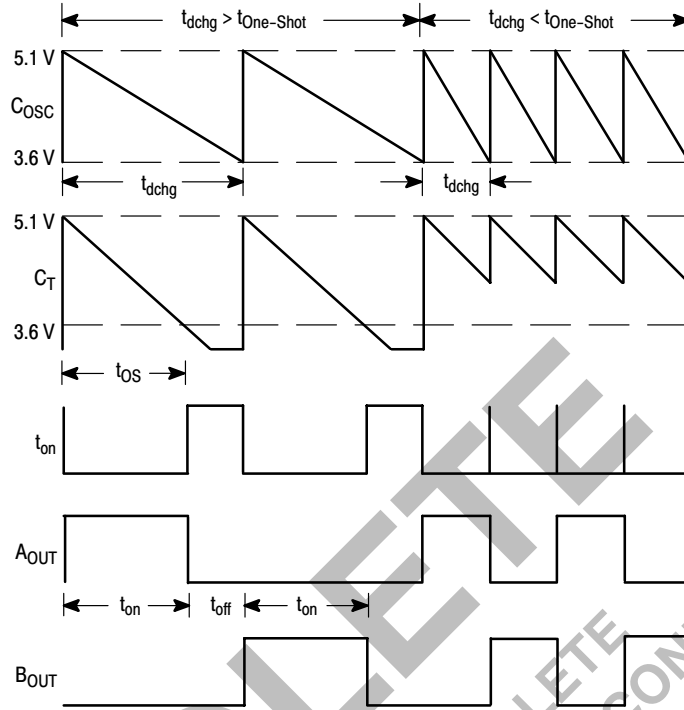 t_dchg > t_One–Shot
t_dchg < t_One–Shot
5.1 V
C_OSC
3.6 V
t_dchg
t_dchg
5.1 V
C_T
3.6 V
t_OS
t_on
A_OUT
t_on
t_off
t_on
B_OUT